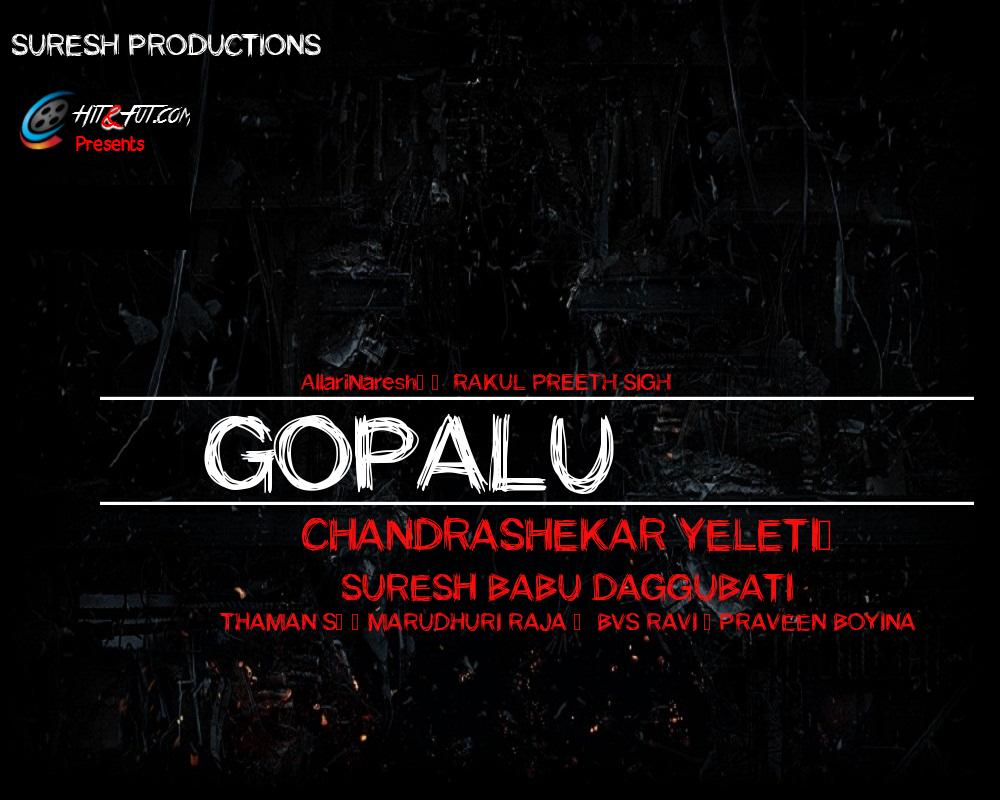 SURESH PRODUCTIONS
HIT&FUT.COM
Presents
AllariNaresh▯ ▯ RAKUL PREETH SIGH
GOPALU
CHANDRASHEKAR YELETI▯
SURESH BABU DAGGUBATI
THAMAN S▯ ▯ MARUDHURI RAJA ▯ BVS RAVI ▯ PRAVEEN BOYINA